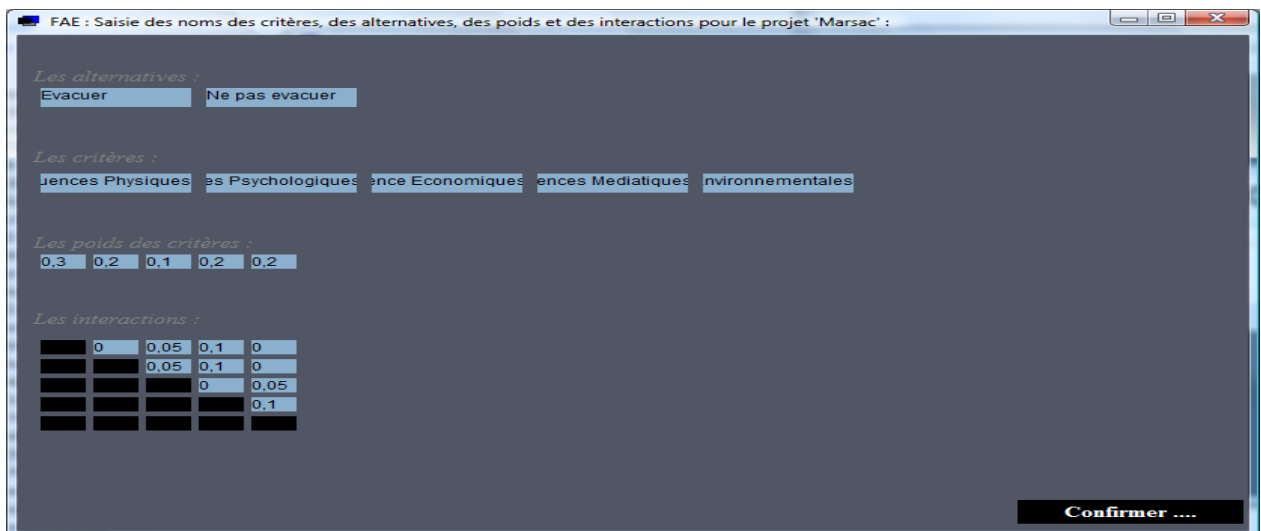 FAE : Saisie des noms des critères, des alternatives, des poids et des interactions pour le projet 'Marsac' :
Les alternatives :
Evacuer Ne pas evacuer
Les critères :
uences Physiques es Psychologiques ence Economiques ences Mediatiques nvironnementales
Les poids des critères :
0,3 0,2 0,1 0,2 0,2
Les interactions :
0 0,05 0,1 0
0,05 0,1 0
0 0,05
0,1
Confirmer ....